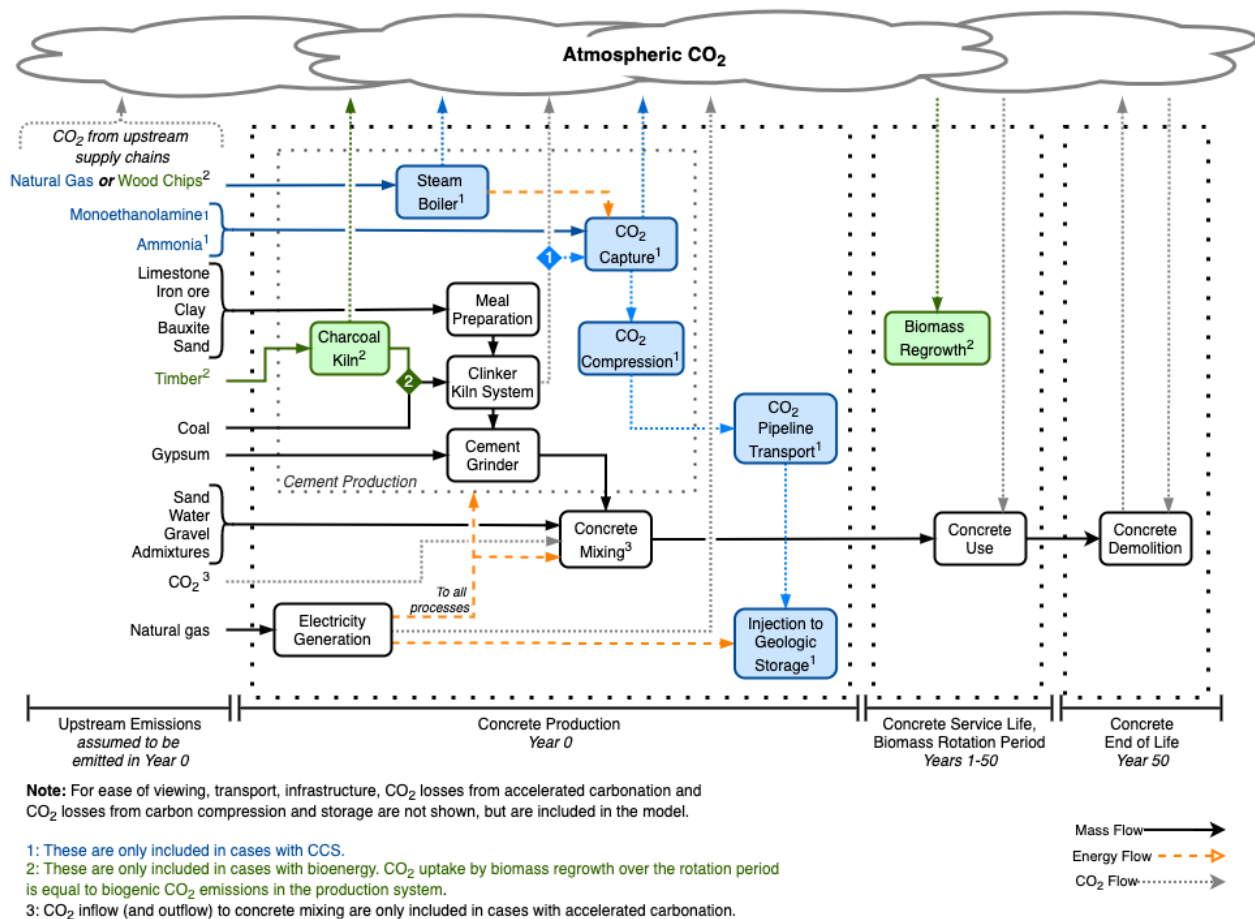 Atmospheric CO2
CO2 from upstream
supply chains
Natural Gas or Wood Chips2
Monoethanolamine1
Ammonia1
Limestone
Iron ore
Clay
Bauxite
Sand
Timber2
Coal
Gypsum
Sand
Water
Gravel
Admixtures
CO2 3
Natural gas
Steam
Boiler1
CO2
Capture1
1
Meal
Preparation
CO2
Compression1
Charcoal
Kiln2
2
Clinker
Kiln System
Cement
Grinder
Cement Production
CO2
Pipeline
Transport1
Concrete
Mixing3
To all
processes
Electricity
Generation
Injection to
Geologic
Storage1
Biomass
Regrowth2
Concrete
Use
Concrete
Demolition
Upstream Emissions
assumed to be
emitted in Year 0
Concrete Production
Year 0
Concrete Service Life,
Biomass Rotation Period
Years 1-50
Concrete
End of Life
Year 50
Note: For ease of viewing, transport, infrastructure, CO2 losses from accelerated carbonation and
CO2 losses from carbon compression and storage are not shown, but are included in the model.
1: These are only included in cases with CCS.
2: These are only included in cases with bioenergy. CO2 uptake by biomass regrowth over the rotation period
is equal to biogenic CO2 emissions in the production system.
3: CO2 inflow (and outflow) to concrete mixing are only included in cases with accelerated carbonation.
Mass Flow
Energy Flow
CO2 Flow